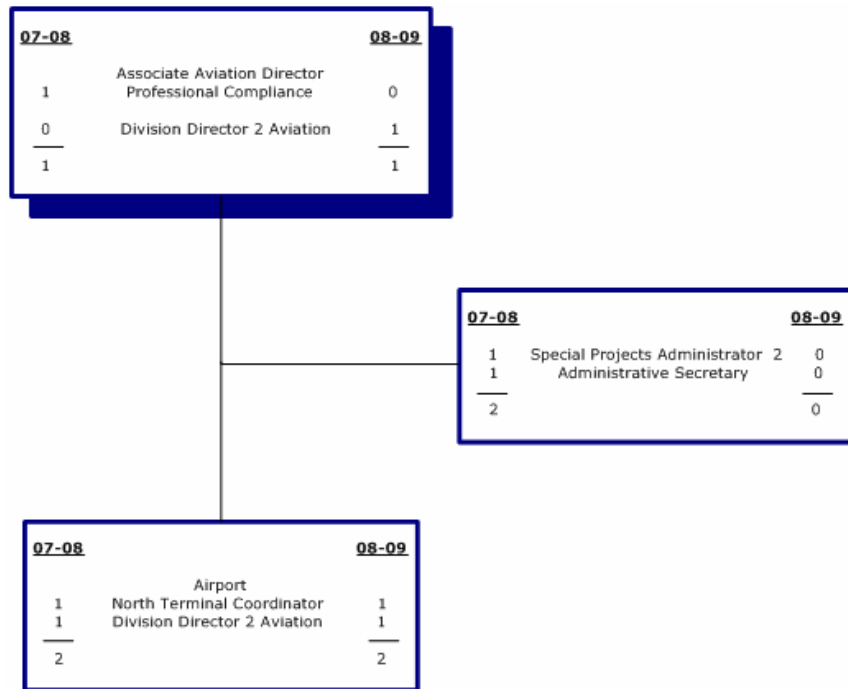 07-08 08-09
Associate Aviation Director
1 Professional Compliance 0
0 Division Director 2 Aviation 1
1 1
07-08 08-09
1 Special Projects Administrator 2 0
1 Administrative Secretary 0
2 0
07-08 08-09
Airport
1 North Terminal Coordinator 1
1 Division Director 2 Aviation 1
2 2